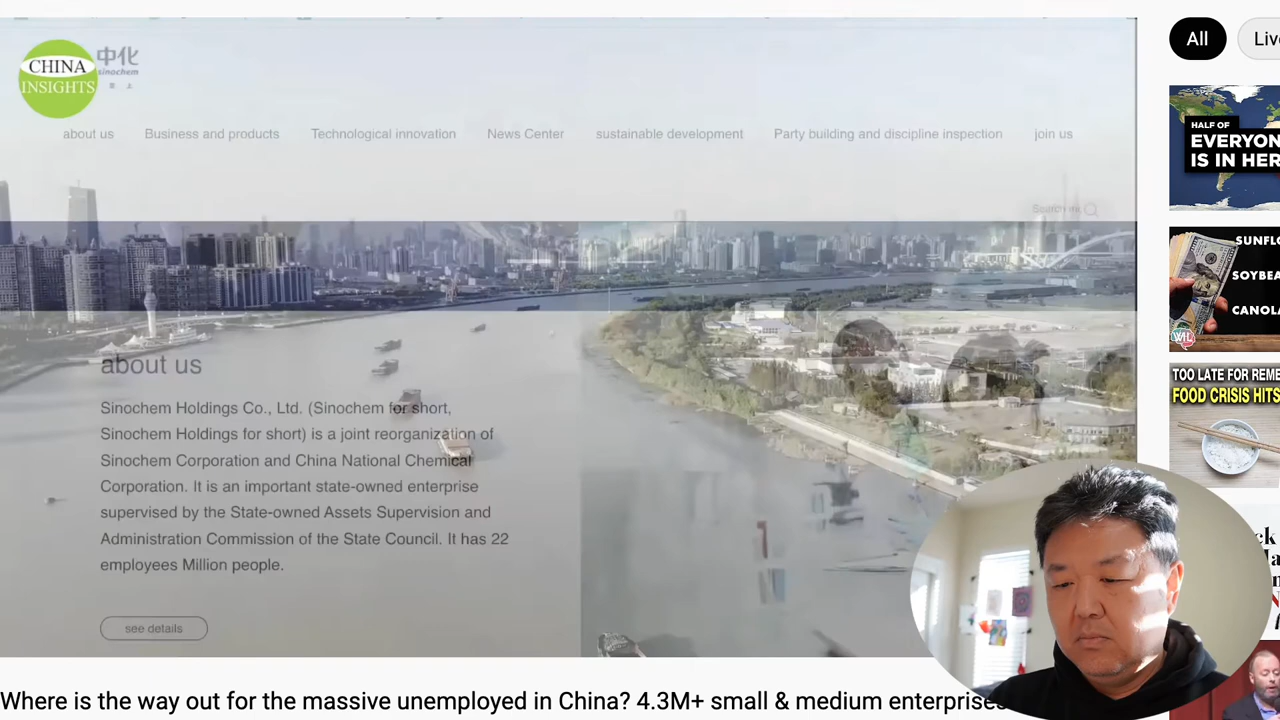 CHINA
INSIGHTS
中化
sinochem
about us Business and products Technological innovation News Center sustainable development Party building and discipline inspection join us
about us
Sinochem Holdings Co., Ltd. (Sinochem for short,
Sinochem Holdings for short) is a joint reorganization of
Sinochem Corporation and China National Chemical
Corporation. It is an important state-owned enterprise
supervised by the State-owned Assets Supervision and
Administration Commission of the State Council. It has 22
employees Million people.
see details
Where is the way out for the massive unemployed in China? 4.3M+ small & medium enterprises
All
Live
HALF OF
EVERYON
IS IN HER
SUNFL
SOYBEA
CANOLA
TOO LATE FOR REME
FOOD CRISIS HITS